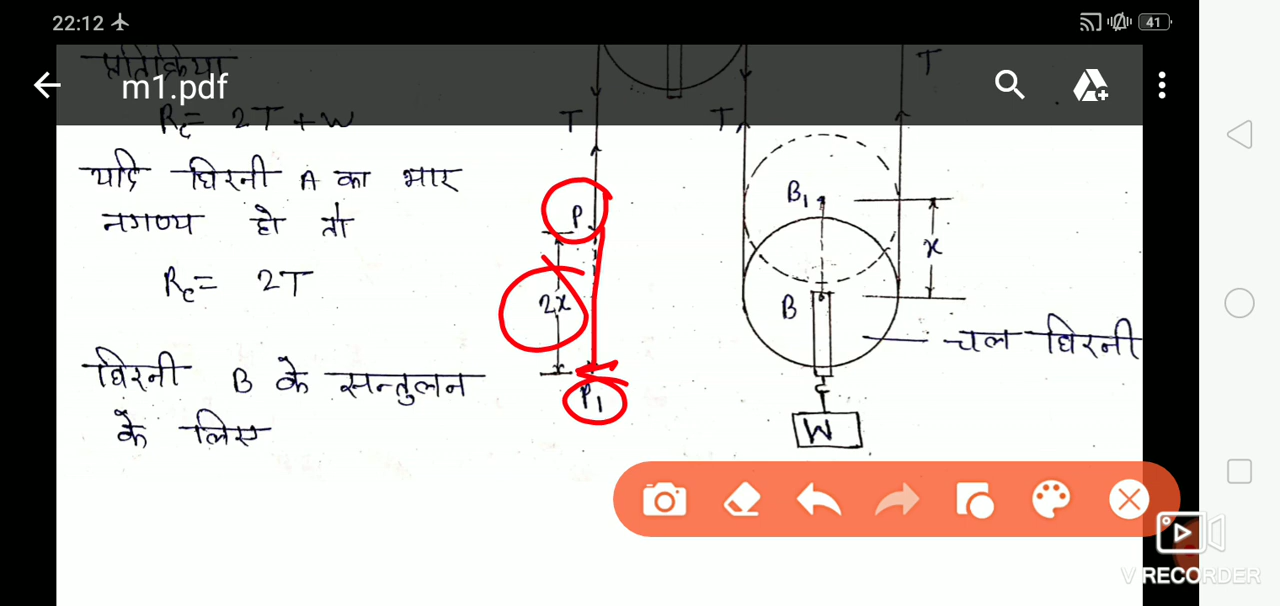 22:12
41
प्रतिक्रिया
m1.pdf
T
Rc = 2T + W
T
T
यदि घिरनी A का भार
नगण्य हो तो
P
B1
x
Rc = 2T
2x
B
चल घिरनी
घिरनी B के सन्तुलन
के लिए
P1
W
V RECORDER